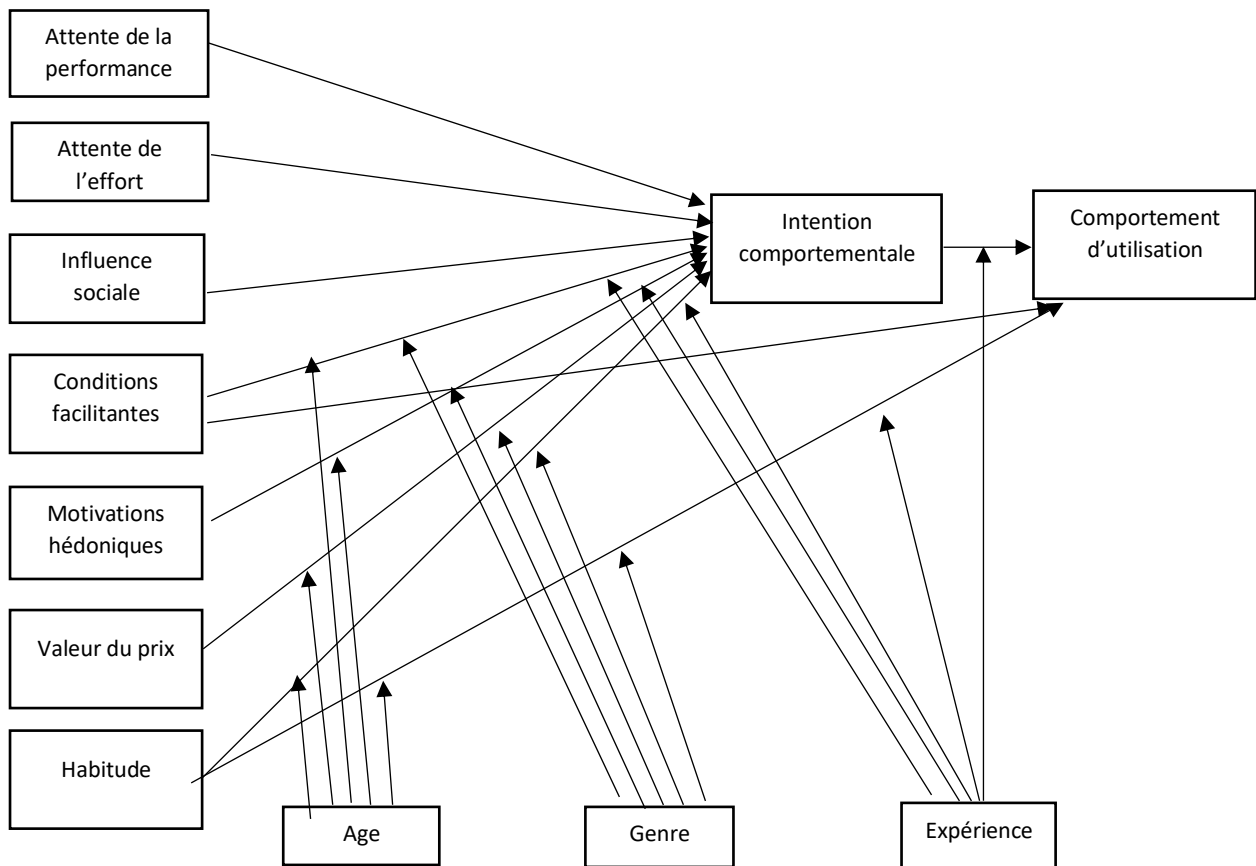 Attente de la
performance
Attente de
l’effort
Influence
sociale
Conditions
facilitantes
Motivations
hédoniques
Valeur du prix
Habitude
Intention
comportementale
Comportement
d’utilisation
Age
Genre
Expérience